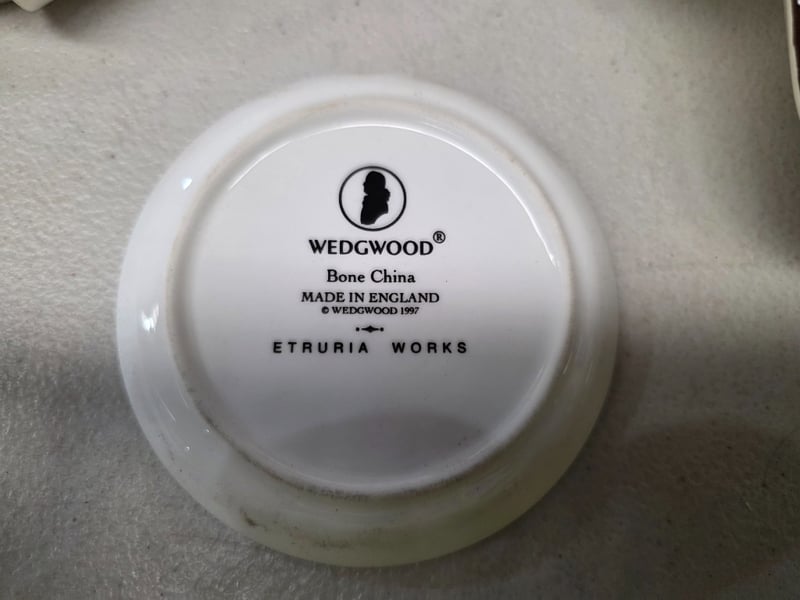 WEDGWOOD®
Bone China
MADE IN ENGLAND
© WEDGWOOD 1997
ETRURIA WORKS